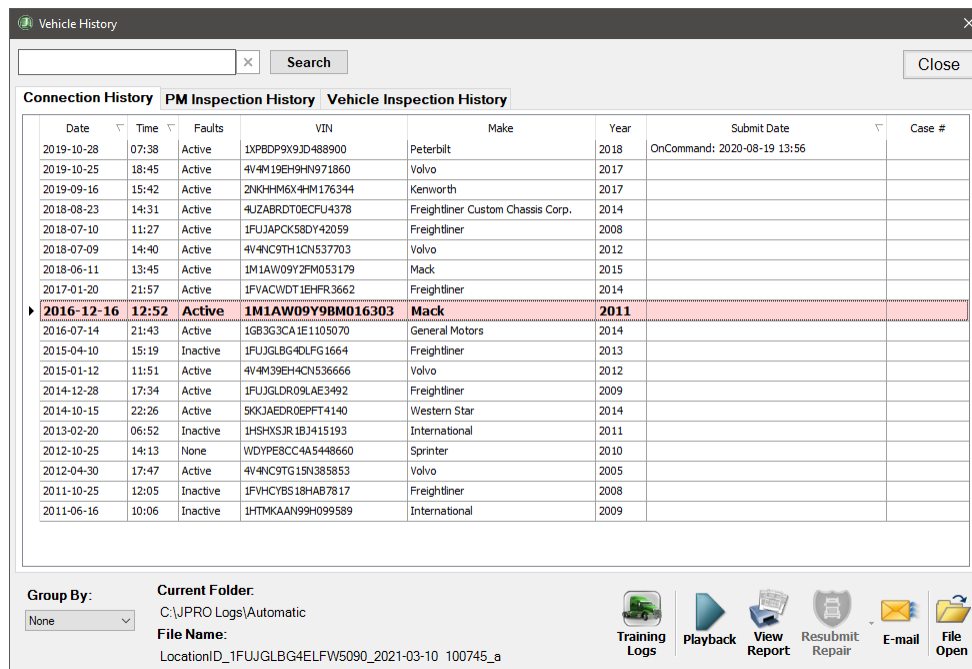 Vehicle History
Search
Close
Connection History PM Inspection History Vehicle Inspection History
Date Time Faults VIN Make Year Submit Date Case #
2019-10-28 07:38 Active 1XPBDP9X9JD488900 Peterbilt 2018 OnCommand: 2020-08-19 13:56
2019-10-25 18:45 Active 4V4M19EH9HN971860 Volvo 2017
2019-09-16 15:42 Active 2NKHHM6X4HM176344 Kenworth 2017
2018-08-23 14:31 Active 4UZABRDT0ECFU4378 Freightliner Custom Chassis Corp. 2014
2018-07-10 11:27 Active 1FUJAPCK58DY42059 Freightliner 2008
2018-07-09 14:40 Active 4V4NC9TH1CN537703 Volvo 2012
2018-06-11 13:45 Active 1M1AW09Y2FM053179 Mack 2015
2017-01-20 21:57 Active 1FVACWDT1EHFR3662 Freightliner 2014
2016-12-16 12:52 Active 1M1AW09Y9BM016303 Mack 2011
2016-07-14 21:43 Active 1GB3G3CA1E1105070 General Motors 2014
2015-04-10 15:19 Inactive 1FUJGLBG4DLFG1664 Freightliner 2013
2015-01-12 11:51 Active 4V4M39EH4CN536666 Volvo 2012
2014-12-28 17:34 Active 1FUJGLDR09LAE3492 Freightliner 2009
2014-10-15 22:26 Active 5KKJAEDR0EPFT4140 Western Star 2014
2013-02-20 06:52 Inactive 1HSHXSJR1BJ415193 International 2011
2012-10-25 14:13 None WDYPE8CC4A5448660 Sprinter 2010
2012-04-30 17:47 Active 4V4NC9TG15N385853 Volvo 2005
2011-10-25 12:05 Inactive 1FVHCYBS18HAB7817 Freightliner 2008
2011-06-16 10:06 Inactive 1HTMKAAN99H099589 International 2009
Group By:
None
Current Folder:
C:\JPRO Logs\Automatic
File Name:
LocationID_1FUJGLBG4ELFW5090_2021-03-10 100745_a
Training
Logs
Playback
View
Report
Resubmit
Repair
E-mail
File
Open